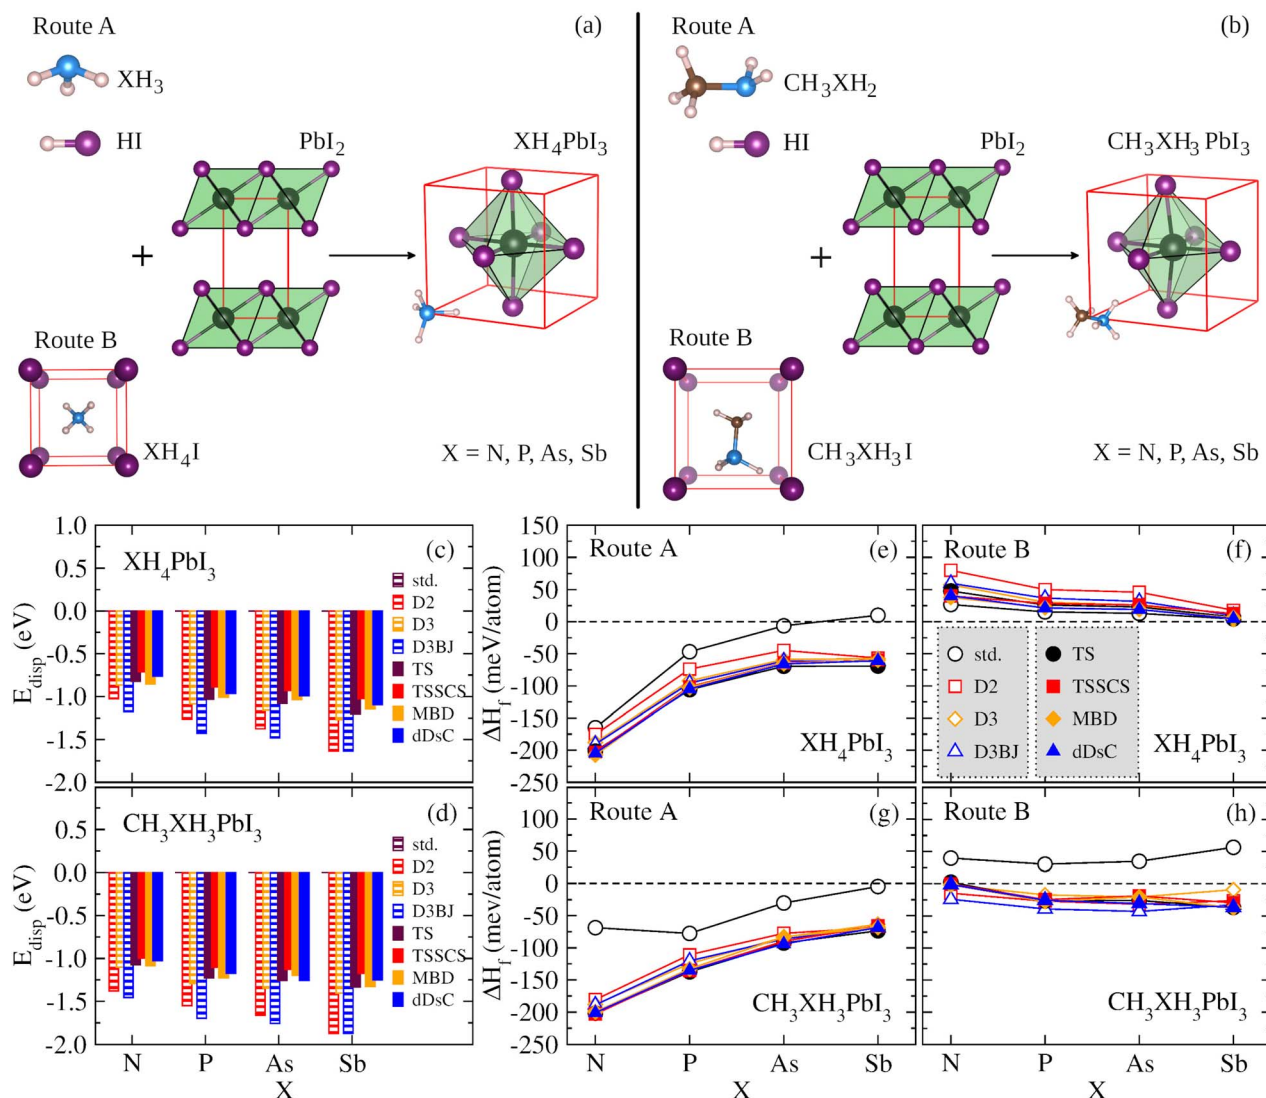 Route A
(a)
XH3
HI
PbI2
XH4PbI3
+
Route B
XH4I
X = N, P, As, Sb
Route A
(b)
CH3XH2
HI
PbI2
CH3XH3PbI3
+
Route B
CH3XH3I
X = N, P, As, Sb
1.0
0.5
0.0
-0.5
-1.0
-1.5
-2.0
Edisp (eV)
XH4PbI3
(c)
std.
D2
D3
D3BJ
TS
TSSCS
MBD
dDsC
150
100
50
0
-50
-100
-150
-200
-250
ΔHf (meV/atom)
Route A
(e)
XH4PbI3
Route B
(f)
std.
D2
D3
D3BJ
TS
TSSCS
MBD
dDsC
XH4PbI3
0.5
0.0
-0.5
-1.0
-1.5
-2.0
Edisp (eV)
CH3XH3PbI3
(d)
std.
D2
D3
D3BJ
TS
TSSCS
MBD
dDsC
N P As Sb
X
100
50
0
-50
-100
-150
-200
-250
ΔHf (mev/atom)
Route A
(g)
CH3XH3PbI3
N P As Sb
X
Route B
(h)
CH3XH3PbI3
N P As Sb
X